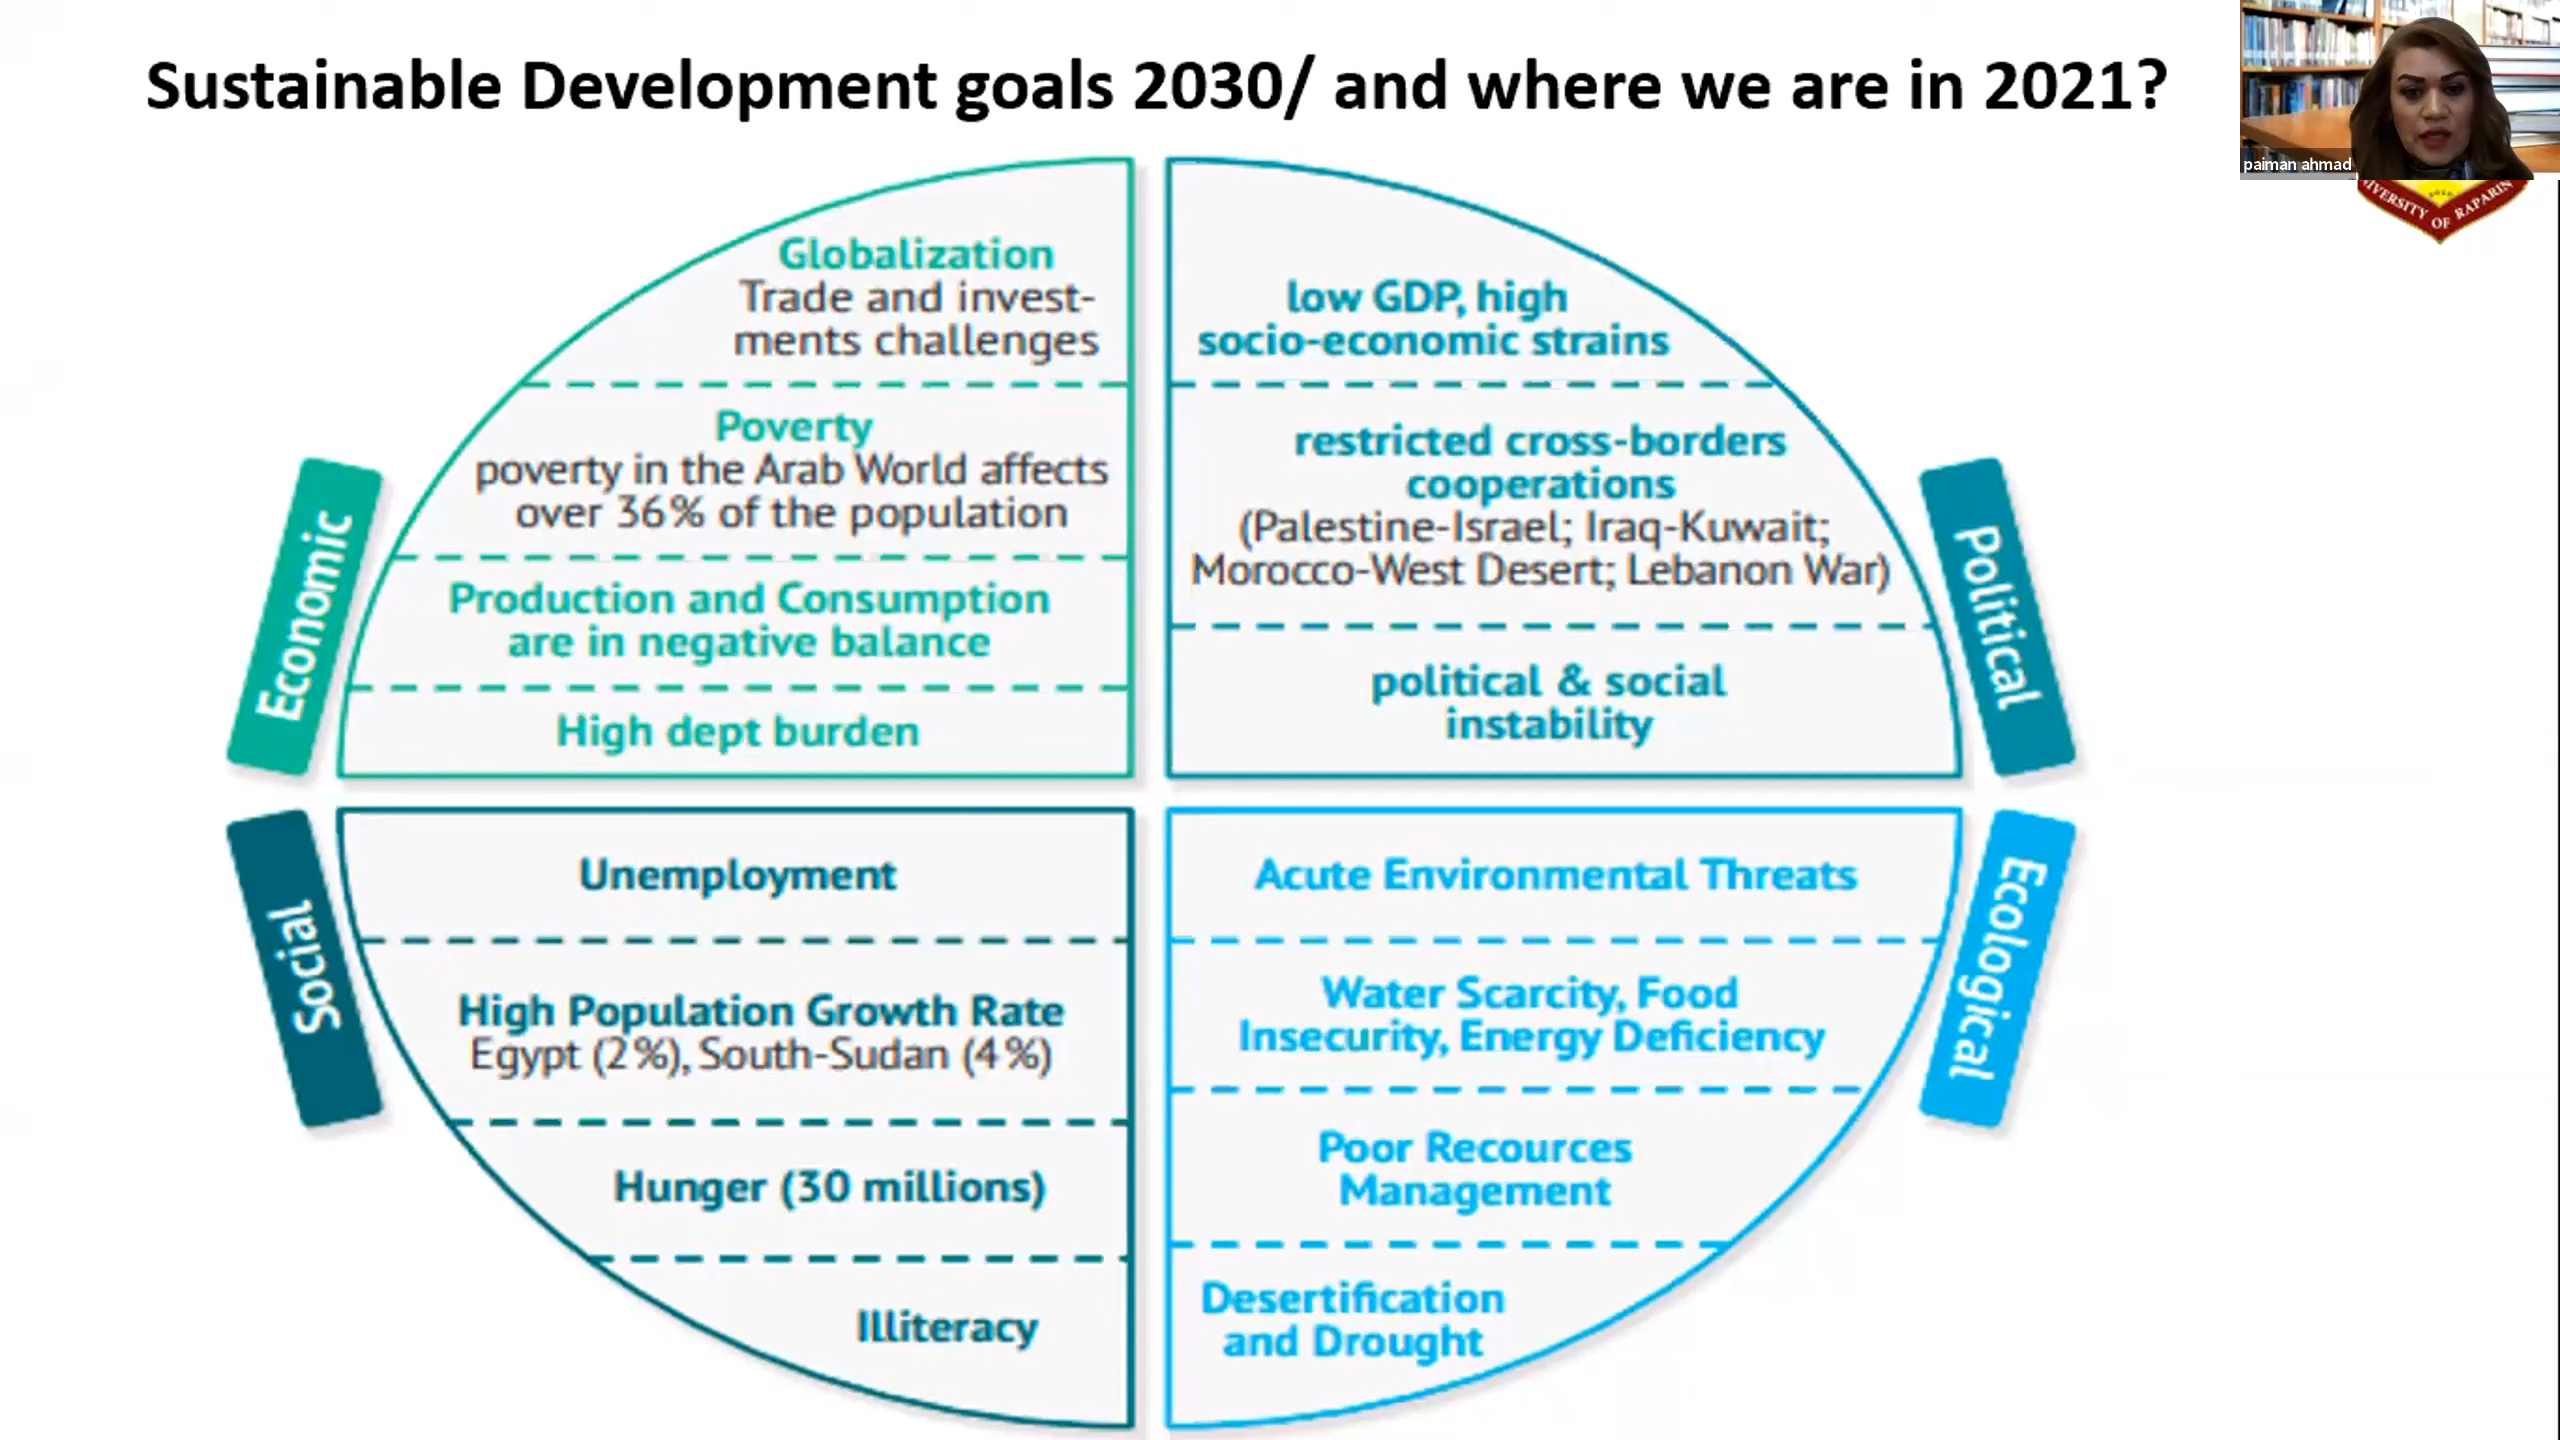 Sustainable Development goals 2030/ and where we are in 2021?
paiman ahmad
IVERSITY OF RAPARIN
Economic
Globalization
Trade and invest-
ments challenges
Poverty
poverty in the Arab World affects
over 36% of the population
Production and Consumption
are in negative balance
High dept burden
Political
low GDP, high
socio-economic strains
restricted cross-borders
cooperations
(Palestine-Israel; Iraq-Kuwait;
Morocco-West Desert; Lebanon War)
political & social
instability
Social
Unemployment
High Population Growth Rate
Egypt (2%), South-Sudan (4%)
Hunger (30 millions)
Illiteracy
Ecological
Acute Environmental Threats
Water Scarcity, Food
Insecurity, Energy Deficiency
Poor Recources
Management
Desertification
and Drought